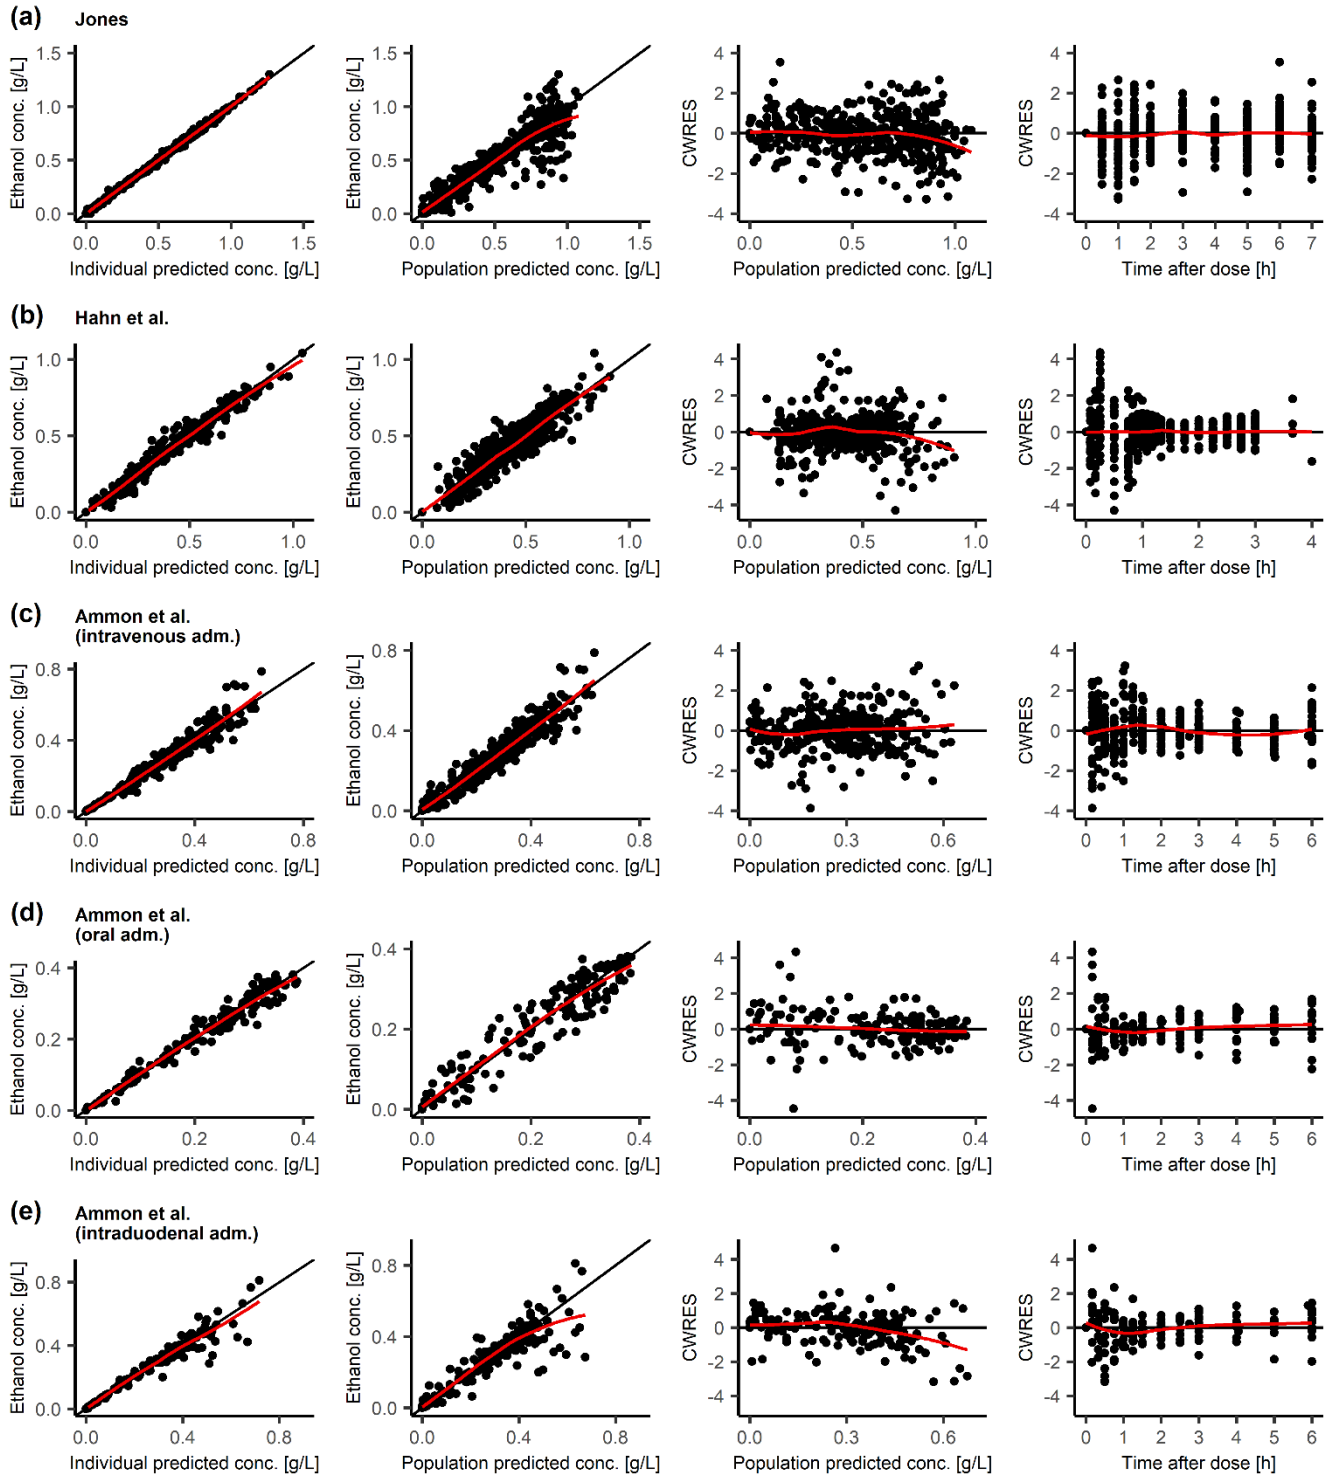 (a) Jones
Ethanol conc. [g/L]
1.5
1.0
0.5
0.0
0.0 0.5 1.0 1.5
Individual predicted conc. [g/L]
Ethanol conc. [g/L]
1.5
1.0
0.5
0.0
0.0 0.5 1.0 1.5
Population predicted conc. [g/L]
CWRES
4
2
0
-2
-4
0.0 0.5 1.0
Population predicted conc. [g/L]
CWRES
4
2
0
-2
-4
0 1 2 3 4 5 6 7
Time after dose [h]
(b) Hahn et al.
Ethanol conc. [g/L]
1.0
0.5
0.0
0.0 0.5 1.0
Individual predicted conc. [g/L]
Ethanol conc. [g/L]
1.0
0.5
0.0
0.0 0.5 1.0
Population predicted conc. [g/L]
CWRES
4
2
0
-2
-4
0.0 0.5 1.0
Population predicted conc. [g/L]
CWRES
4
2
0
-2
-4
0 1 2 3 4
Time after dose [h]
(c) Ammon et al.
(intravenous adm.)
Ethanol conc. [g/L]
0.8
0.4
0.0
0.0 0.4 0.8
Individual predicted conc. [g/L]
Ethanol conc. [g/L]
0.8
0.4
0.0
0.0 0.4 0.8
Population predicted conc. [g/L]
CWRES
4
2
0
-2
-4
0.0 0.3 0.6
Population predicted conc. [g/L]
CWRES
4
2
0
-2
-4
0 1 2 3 4 5 6
Time after dose [h]
(d) Ammon et al.
(oral adm.)
Ethanol conc. [g/L]
0.4
0.2
0.0
0.0 0.2 0.4
Individual predicted conc. [g/L]
Ethanol conc. [g/L]
0.4
0.2
0.0
0.0 0.2 0.4
Population predicted conc. [g/L]
CWRES
4
2
0
-2
-4
0.0 0.2 0.4
Population predicted conc. [g/L]
CWRES
4
2
0
-2
-4
0 1 2 3 4 5 6
Time after dose [h]
(e) Ammon et al.
(intraduodenal adm.)
Ethanol conc. [g/L]
0.8
0.4
0.0
0.0 0.4 0.8
Individual predicted conc. [g/L]
Ethanol conc. [g/L]
0.8
0.4
0.0
0.0 0.4 0.8
Population predicted conc. [g/L]
CWRES
4
2
0
-2
-4
0.0 0.3 0.6
Population predicted conc. [g/L]
CWRES
4
2
0
-2
-4
0 1 2 3 4 5 6
Time after dose [h]